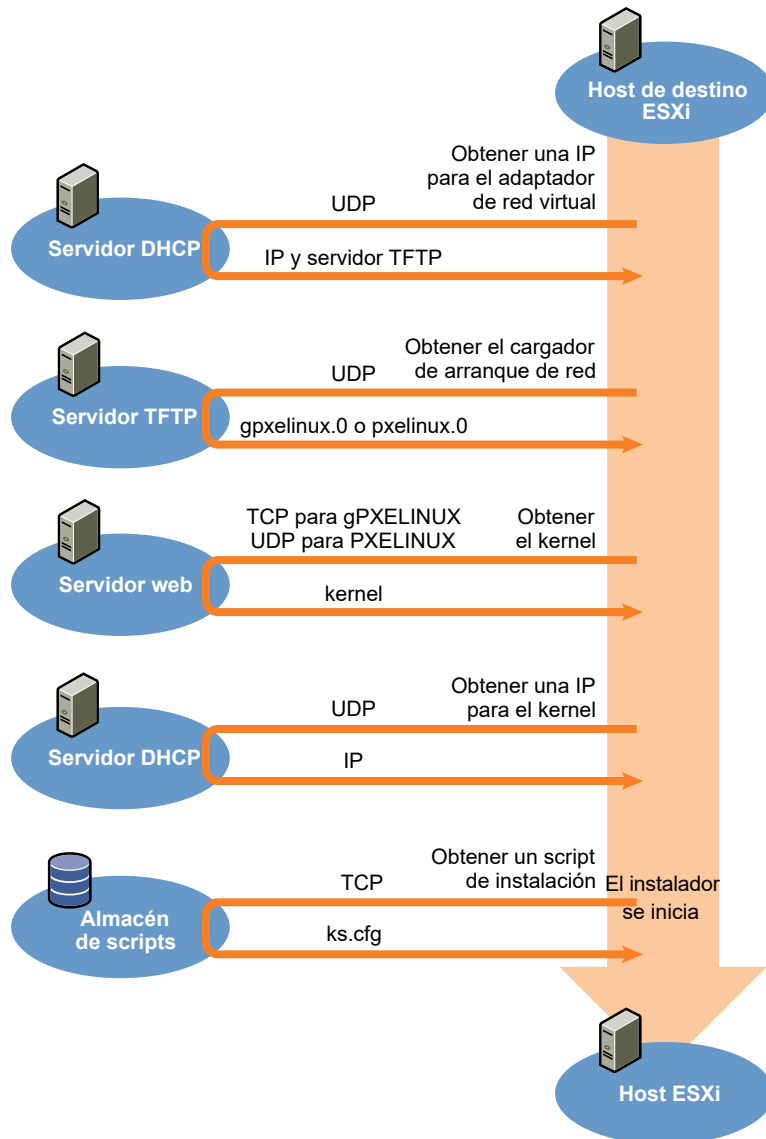 Host de destino
ESXi
Obtener una IP
para el adaptador
de red virtual
UDP
Servidor DHCP
IP y servidor TFTP
Obtener el cargador
de arranque de red
UDP
Servidor TFTP
gpxelinux.0 o pxelinux.0
TCP para gPXELINUX
UDP para PXELINUX
Obtener
el kernel
Servidor web
kernel
Obtener una IP
para el kernel
UDP
Servidor DHCP
IP
Obtener un script
de instalación
TCP
El instalador
se inicia
Almacén
de scripts
ks.cfg
Host ESXi